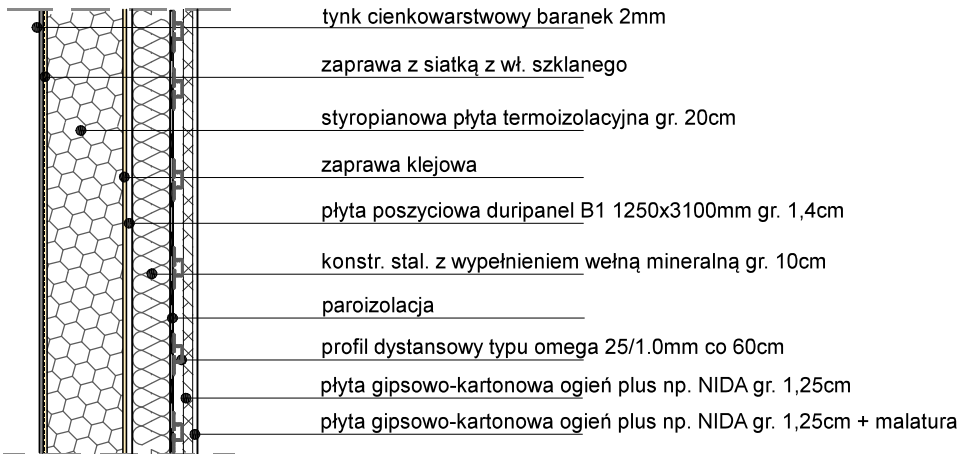 tynk cienkowarstwowy baranek 2mm
zaprawa z siatką z wł. szklanego
styropianowa płyta termoizolacyjna gr. 20cm
zaprawa klejowa
płyta poszyciowa duripanel B1 1250x3100mm gr. 1,4cm
konstr. stal. z wypełnieniem wełną mineralną gr. 10cm
paroizolacja
profil dystansowy typu omega 25/1.0mm co 60cm
płyta gipsowo-kartonowa ogień plus np. NIDA gr. 1,25cm
płyta gipsowo-kartonowa ogień plus np. NIDA gr. 1,25cm + malatura